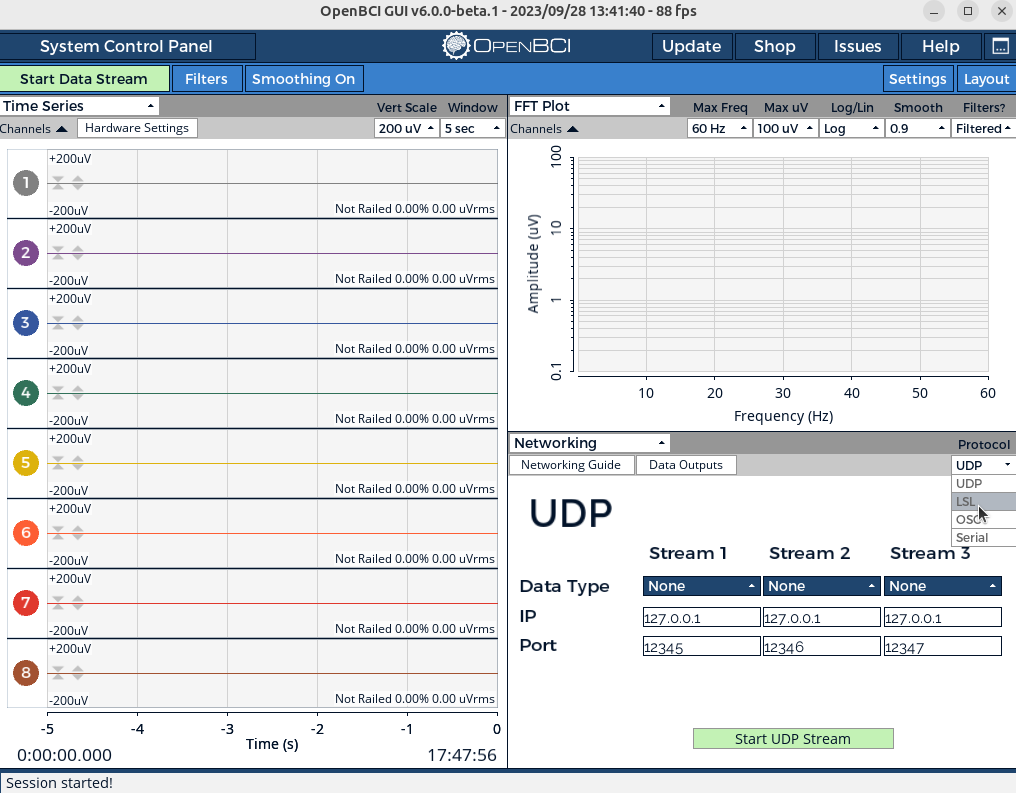 OpenBCI GUI v6.0.0-beta.1 - 2023/09/28 13:41:40 - 88 fps
System Control Panel
OPENBCI
Update
Shop
Issues
Help
Start Data Stream
Filters
Smoothing On
Settings
Layout
Time Series
Vert Scale
Window
Channels
Hardware Settings
200 uV
5 sec
1
+200uV
-200uV
Not Railed 0.00% 0.00 uVrms
2
+200uV
-200uV
Not Railed 0.00% 0.00 uVrms
3
+200uV
-200uV
Not Railed 0.00% 0.00 uVrms
4
+200uV
-200uV
Not Railed 0.00% 0.00 uVrms
5
+200uV
-200uV
Not Railed 0.00% 0.00 uVrms
6
+200uV
-200uV
Not Railed 0.00% 0.00 uVrms
7
+200uV
-200uV
Not Railed 0.00% 0.00 uVrms
8
+200uV
-200uV
Not Railed 0.00% 0.00 uVrms
-5 -4 -3 -2 -1 0
Time (s)
0:00:00.000
17:47:56
FFT Plot
Max Freq
Max uV
Log/Lin
Smooth
Filters?
Channels
60 Hz
100 uV
Log
0.9
Filtered
Amplitude (uV)
100
10
1
0.1
10 20 30 40 50 60
Frequency (Hz)
Networking
Protocol
Networking Guide
Data Outputs
UDP
UDP
LSL
OSC
Serial
UDP
Stream 1
Stream 2
Stream 3
Data Type
None
None
None
IP
127.0.0.1
127.0.0.1
127.0.0.1
Port
12345
12346
12347
Start UDP Stream
Session started!